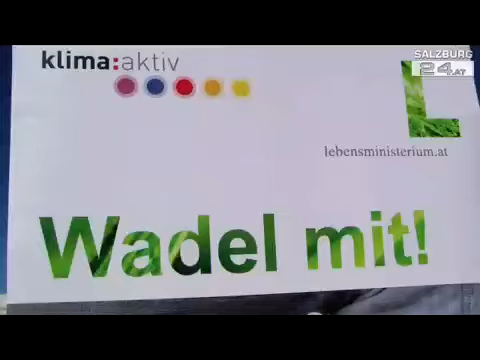 SALZBURG
24.AT
klima:aktiv
lebensministerium.at
Wadel mit!